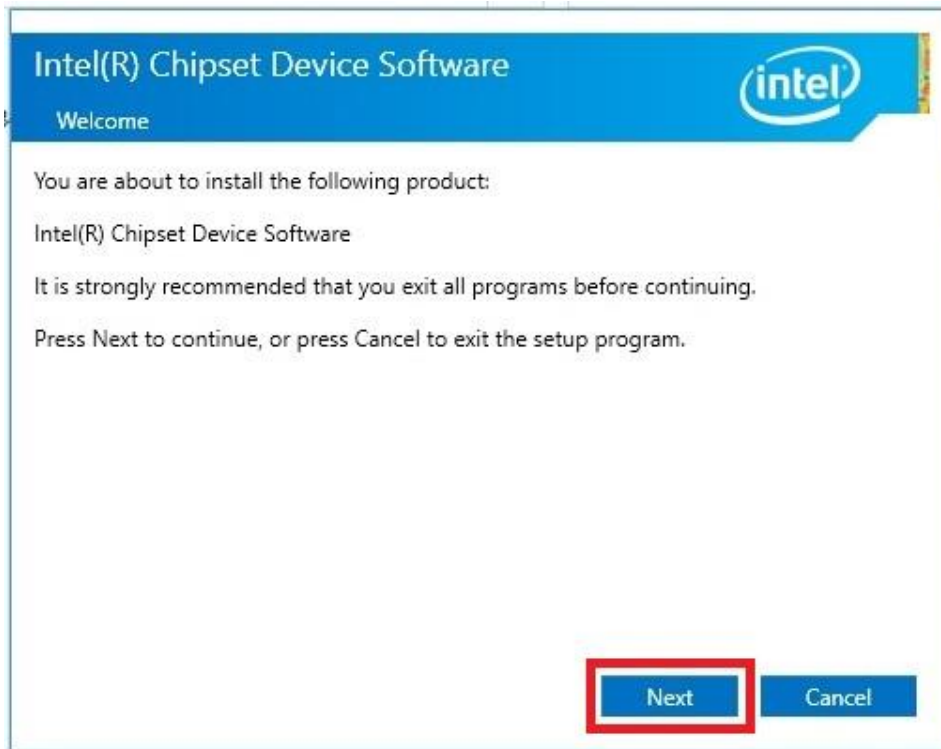 Intel(R) Chipset Device Software
intel
Welcome
You are about to install the following product:
Intel(R) Chipset Device Software
It is strongly recommended that you exit all programs before continuing.
Press Next to continue, or press Cancel to exit the setup program.
Next
Cancel